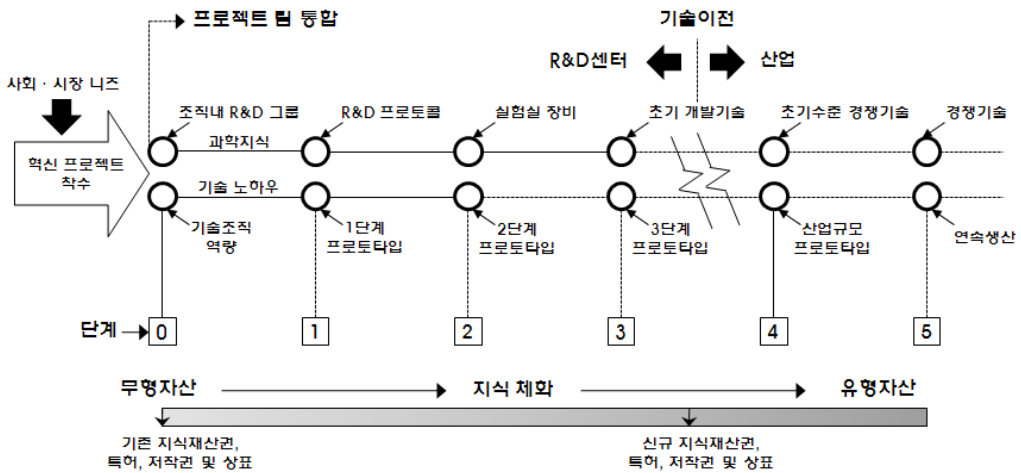 프로젝트 팀 통합
기술이전
R&D센터
산업
사회 · 시장 니즈
조직내 R&D 그룹
R&D 프로토콜
실험실 장비
초기 개발기술
초기수준 경쟁기술
경쟁기술
과학지식
혁신 프로젝트
착수
기술 노하우
기술조직
역량
1단계
프로토타입
2단계
프로토타입
3단계
프로토타입
산업규모
프로토타입
연속생산
단계
0
1
2
3
4
5
무형자산
지식 체화
유형자산
기존 지식재산권,
특허, 저작권 및 상표
신규 지식재산권,
특허, 저작권 및 상표